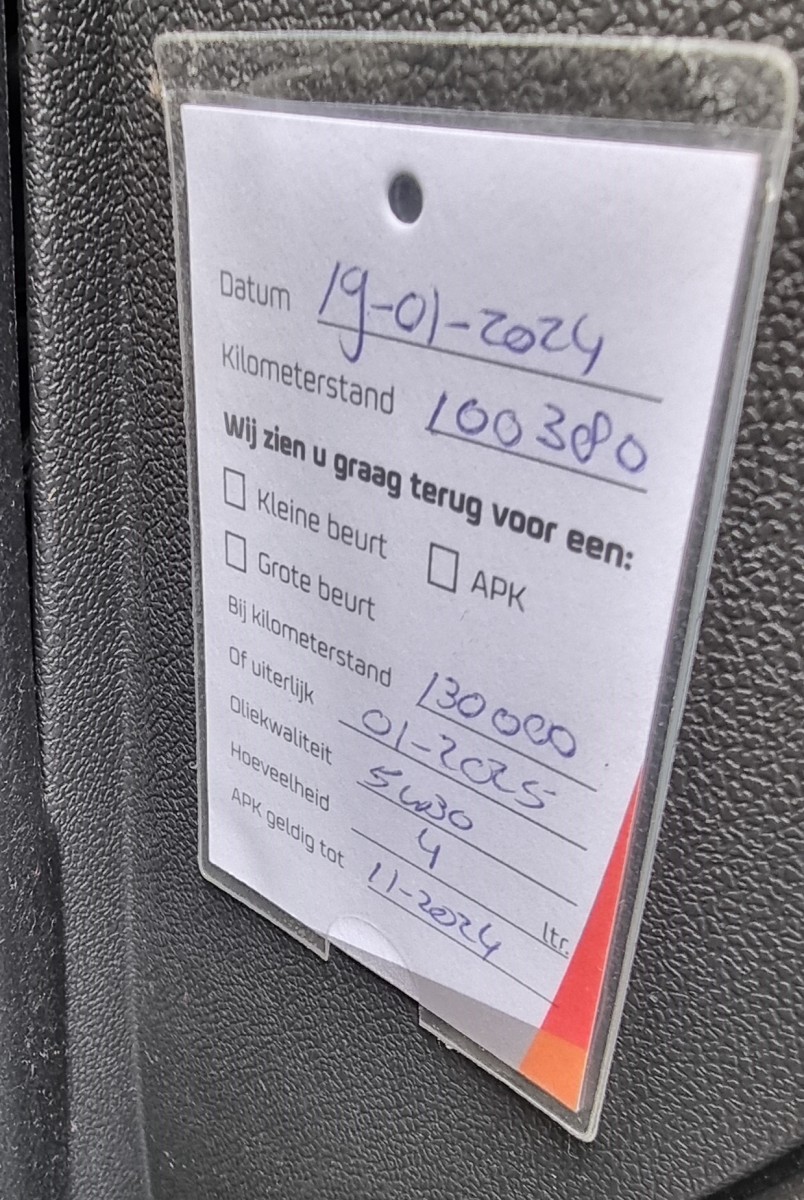 Datum 19-01-2024
Kilometerstand 100380
Wij zien u graag terug voor een:
Kleine beurt
APK
Grote beurt
Bij kilometerstand 130000
Of uiterlijk 01-2025
Oliekwaliteit 5w30
Hoeveelheid 4 ltr.
APK geldig tot 11-2024